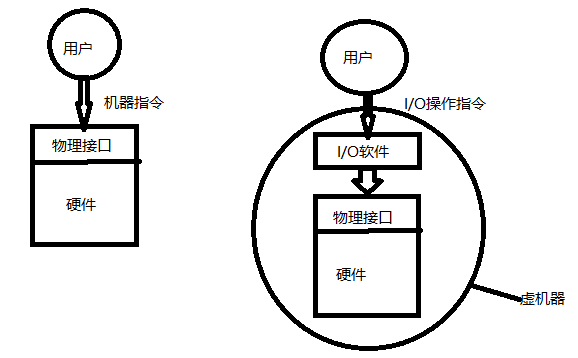 用户
机器指令
物理接口
硬件
用户
I/O操作指令
I/O软件
物理接口
硬件
虚机器